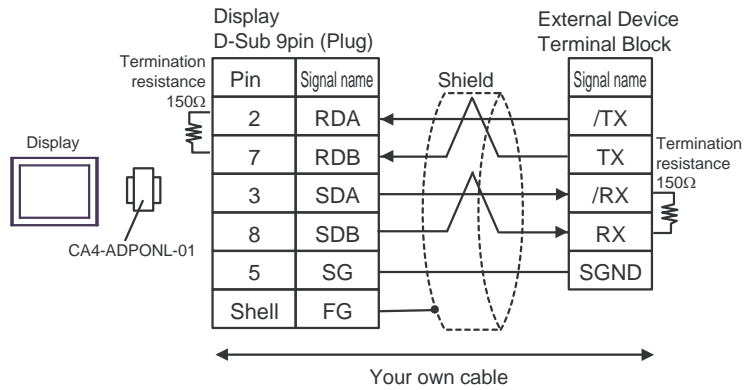 Display
D-Sub 9pin (Plug)
External Device
Terminal Block
Termination
resistance
150Ω
Pin
Signal name
Shield
Signal name
2
RDA
/TX
Display
7
RDB
TX
Termination
resistance
150Ω
3
SDA
/RX
CA4-ADPONL-01
8
SDB
RX
5
SG
SGND
Shell
FG
Your own cable